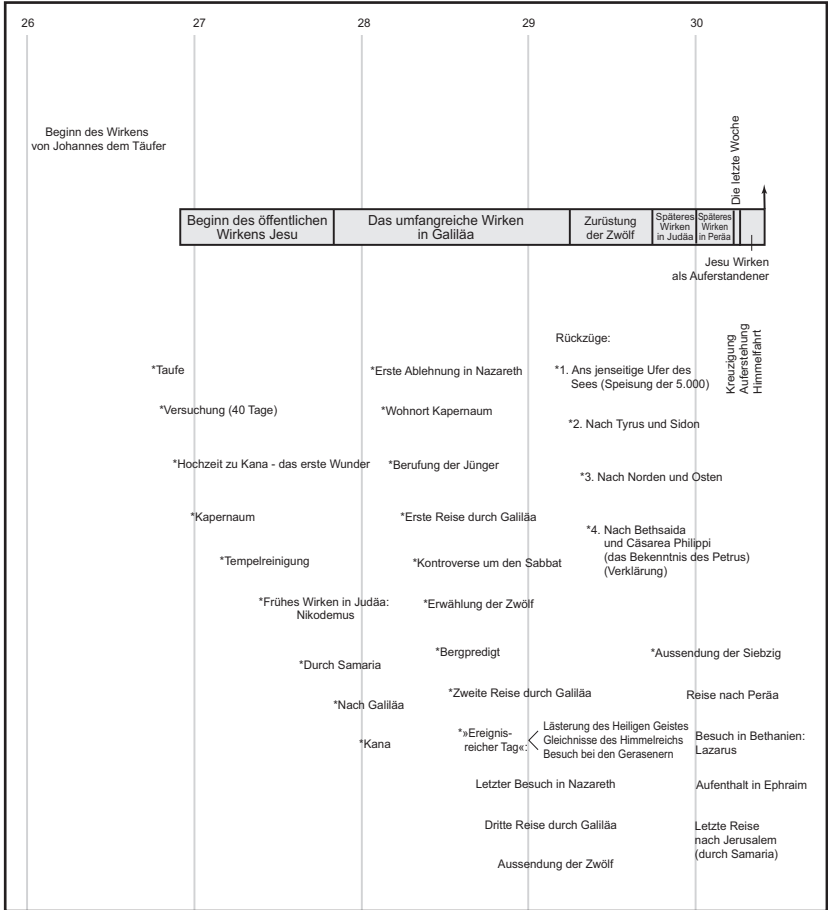 26 27 28 29 30
Beginn des Wirkens
von Johannes dem Täufer
Die letzte Woche
Beginn des öffentlichen
Wirkens Jesu
Das umfangreiche Wirken
in Galiläa
Zurüstung
der Zwölf
Späteres
Wirken
in Judäa
Späteres
Wirken
in Peräa
Jesu Wirken
als Auferstandener
Kreuzigung
Auferstehung
Himmelfahrt
*Taufe
*Versuchung (40 Tage)
*Hochzeit zu Kana - das erste Wunder
*Kapernaum
*Tempelreinigung
*Frühes Wirken in Judäa:
Nikodemus
*Durch Samaria
*Nach Galiläa
*Kana
*Erste Ablehnung in Nazareth
*Wohnort Kapernaum
*Berufung der Jünger
*Erste Reise durch Galiläa
*Kontroverse um den Sabbat
*Erwählung der Zwölf
*Bergpredigt
*Zweite Reise durch Galiläa
*»Ereignis-
reicher Tag«:
Lästerung des Heiligen Geistes
Gleichnisse des Himmelreichs
Besuch bei den Gerasenern
Letzter Besuch in Nazareth
Dritte Reise durch Galiläa
Aussendung der Zwölf
Rückzüge:
*1. Ans jenseitige Ufer des
Sees (Speisung der 5.000)
*2. Nach Tyrus und Sidon
*3. Nach Norden und Osten
*4. Nach Bethsaida
und Cäsarea Philippi
(das Bekenntnis des Petrus)
(Verklärung)
*Aussendung der Siebzig
Reise nach Peräa
Besuch in Bethanien:
Lazarus
Aufenthalt in Ephraim
Letzte Reise
nach Jerusalem
(durch Samaria)